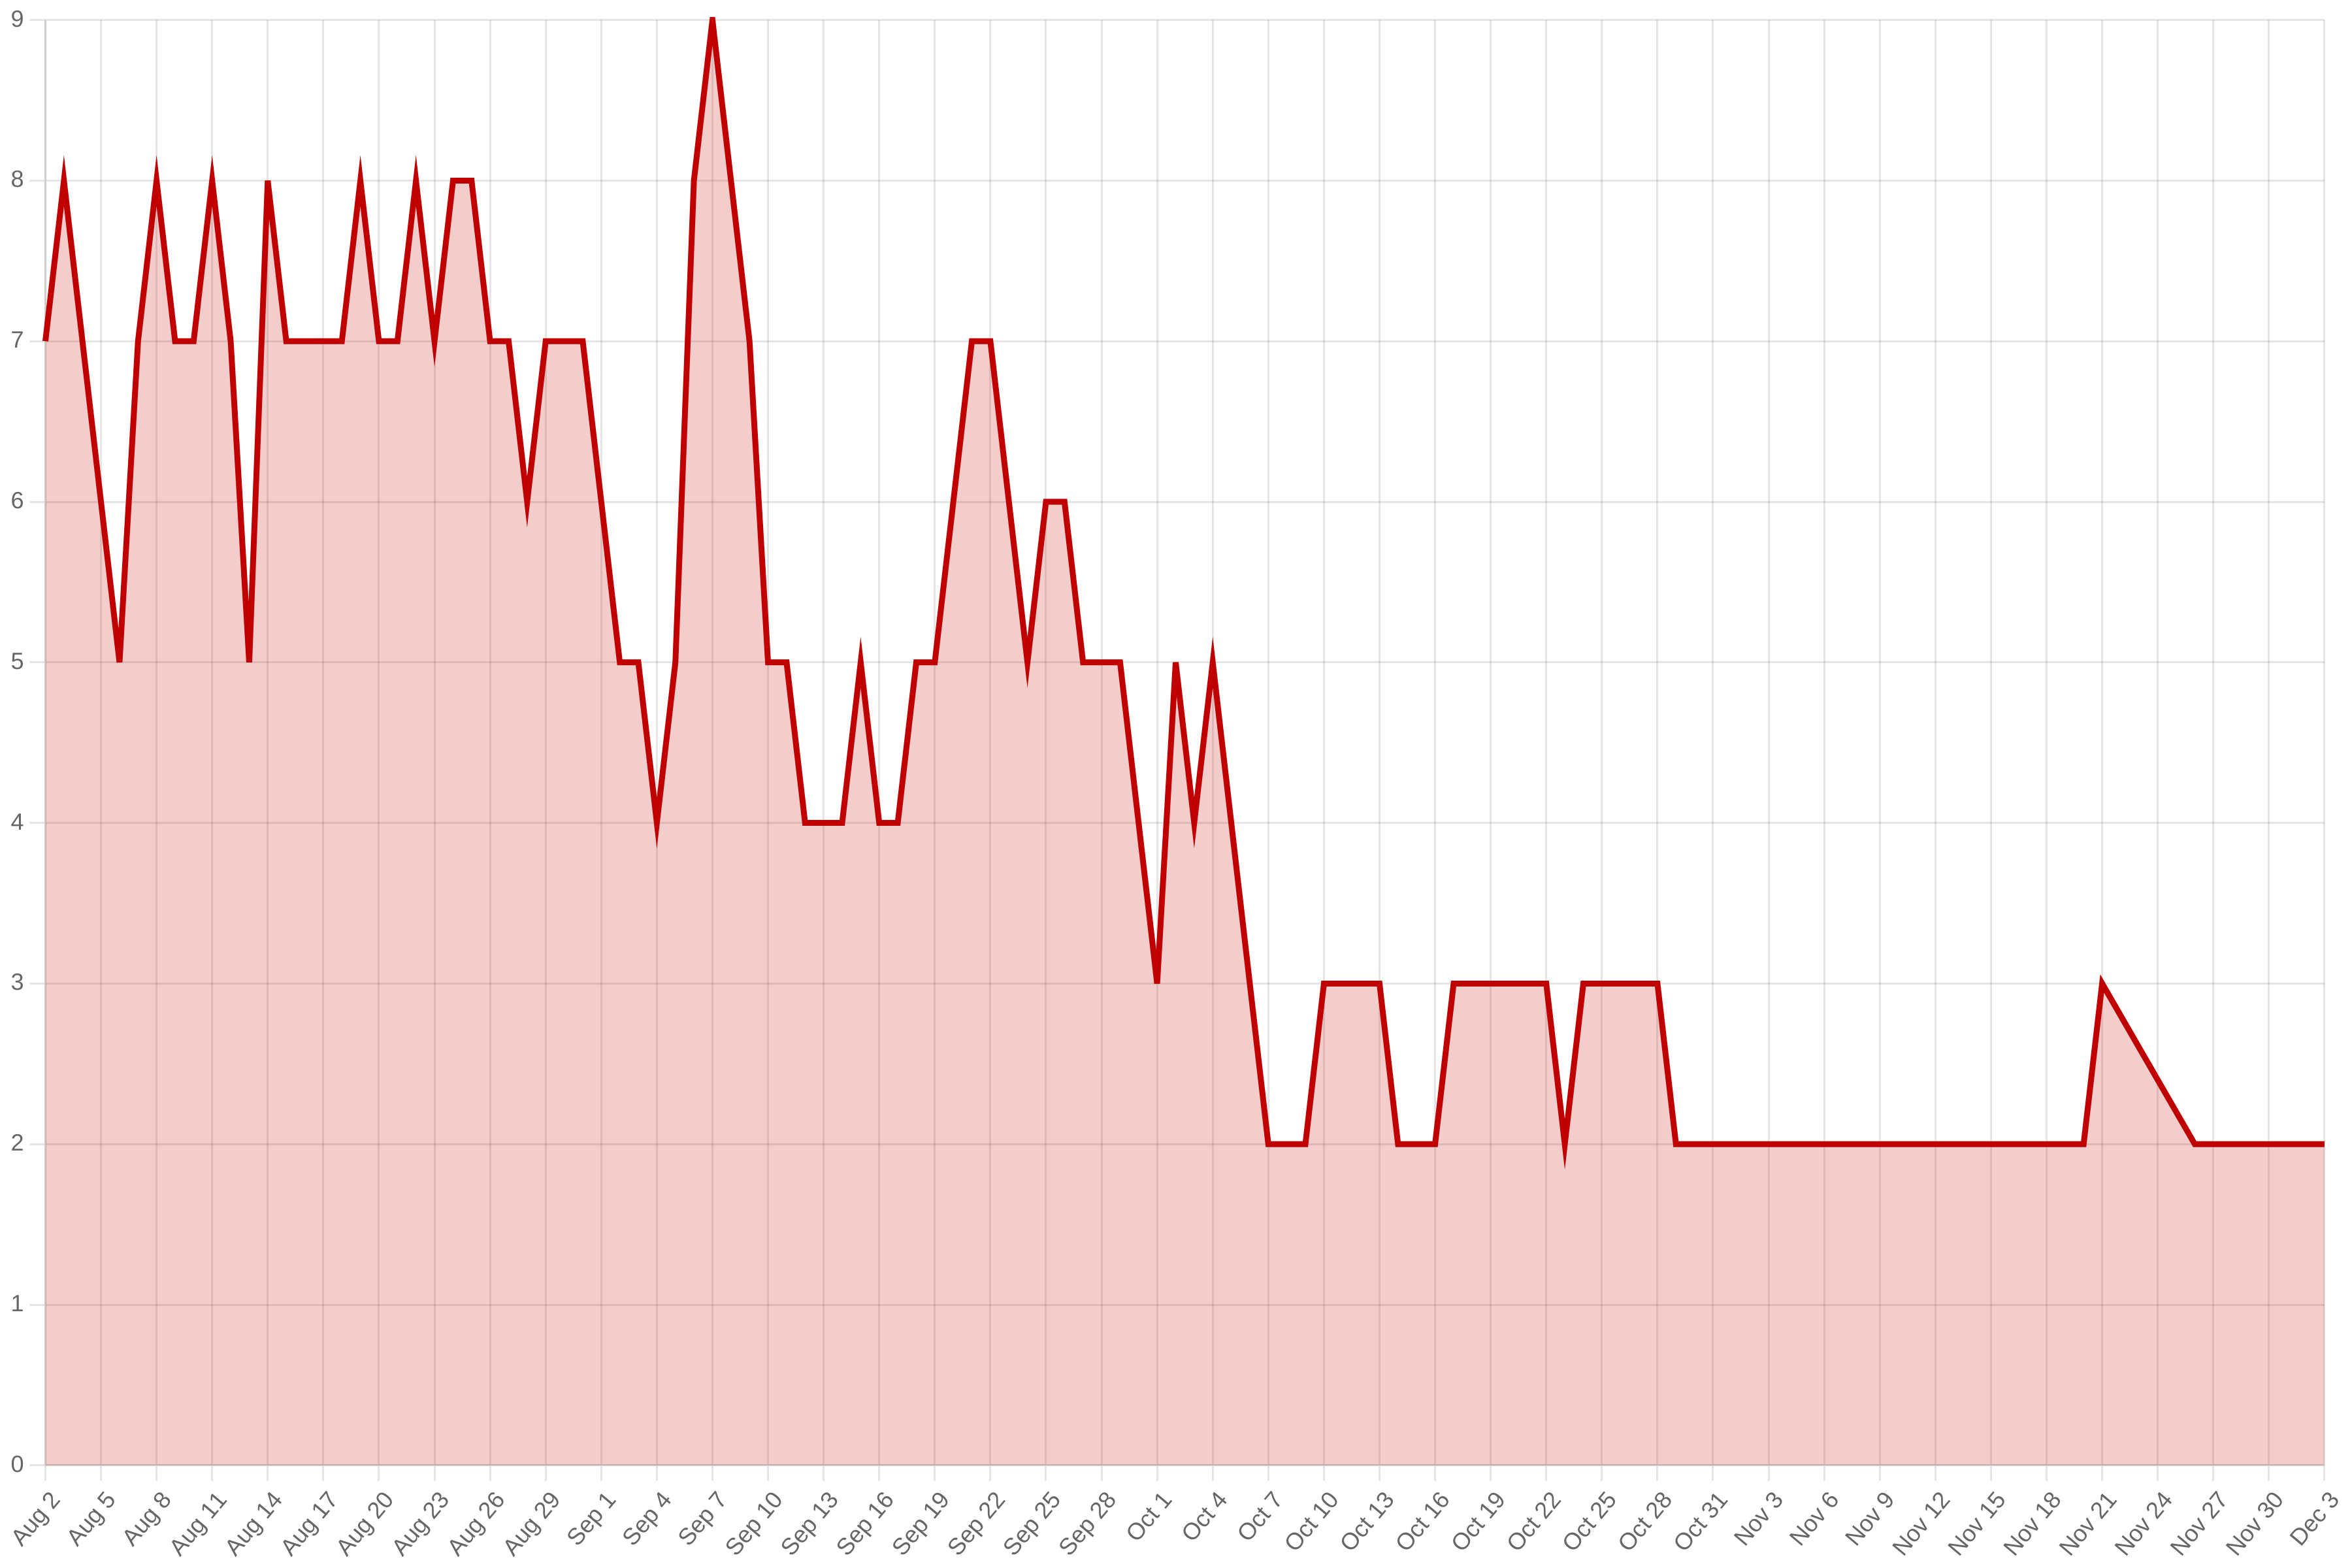 9
8
7
6
5
4
3
2
1
0
Aug 2
Aug 5
Aug 8
Aug 11
Aug 14
Aug 17
Aug 20
Aug 23
Aug 26
Aug 29
Sep 1
Sep 4
Sep 7
Sep 10
Sep 13
Sep 16
Sep 19
Sep 22
Sep 25
Sep 28
Oct 1
Oct 4
Oct 7
Oct 10
Oct 13
Oct 16
Oct 19
Oct 22
Oct 25
Oct 28
Oct 31
Nov 3
Nov 6
Nov 9
Nov 12
Nov 15
Nov 18
Nov 21
Nov 24
Nov 27
Nov 30
Dec 3